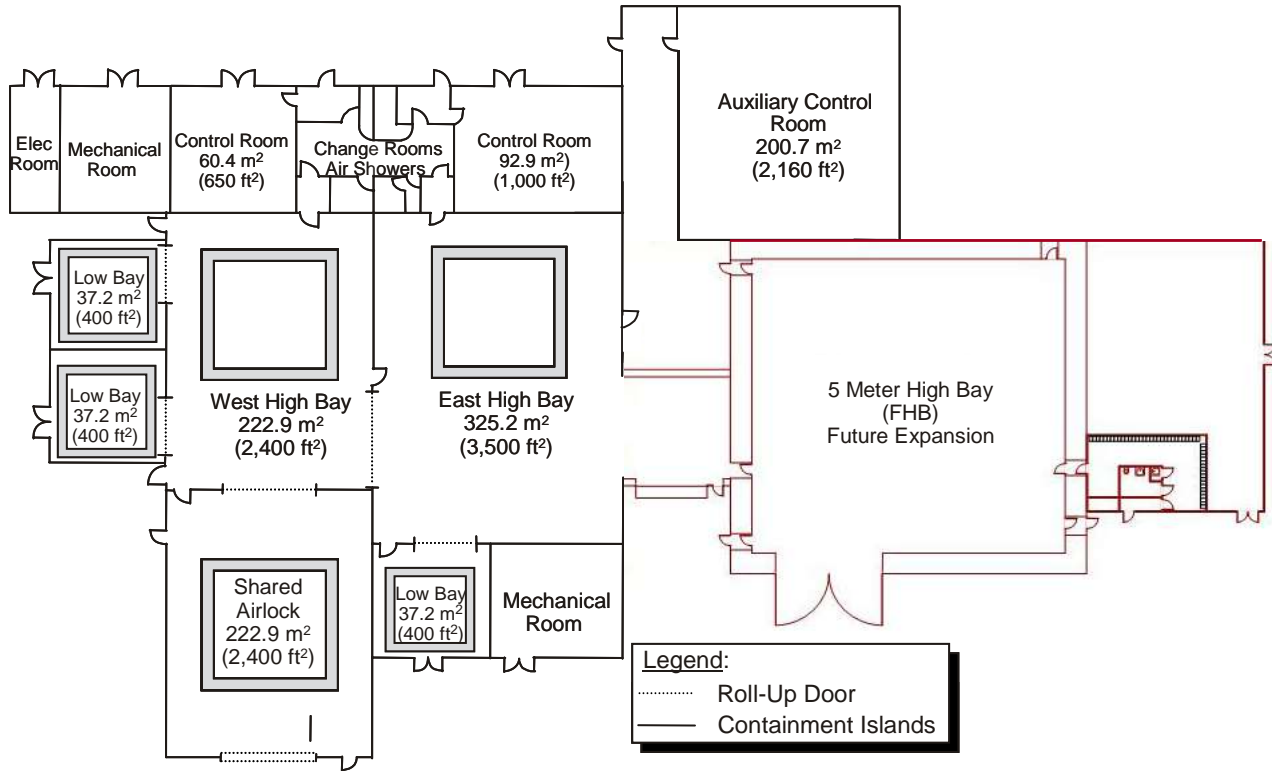 Auxiliary Control
Room
200.7 m²
(2,160 ft²)
Elec
Room
Mechanical
Room
Control Room
60.4 m²
(650 ft²)
Change Rooms
Air Showers
Control Room
92.9 m²)
(1,000 ft²)
Low Bay
37.2 m²
(400 ft²)
Low Bay
37.2 m²
(400 ft²)
West High Bay
222.9 m²
(2,400 ft²)
East High Bay
325.2 m²
(3,500 ft²)
5 Meter High Bay
(FHB)
Future Expansion
Shared
Airlock
222.9 m²
(2,400 ft²)
Low Bay
37.2 m²
(400 ft²)
Mechanical
Room
Legend:
Roll-Up Door
Containment Islands